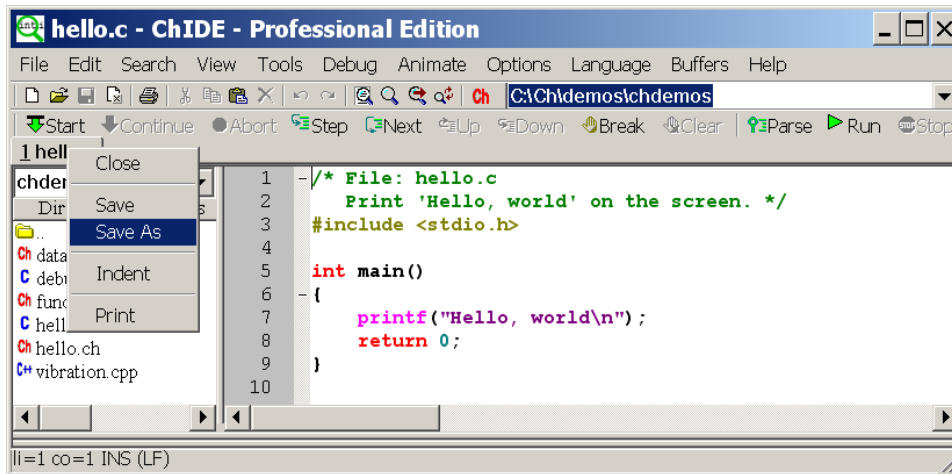 hello.c - ChIDE - Professional Edition
File Edit Search View Tools Debug Animate Options Language Buffers Help
Ch C:\Ch\demos\chdemos
Start Continue Abort Step Next Up Down Break Clear Parse Run Stop
1 hell
Close
Save
Save As
Indent
Print
chder
Dir s
..
Ch data
C debu
Ch func
C hell
Ch hello.ch
C++ vibration.cpp
1 /* File: hello.c
2 Print 'Hello, world' on the screen. */
3 #include <stdio.h>
4
5 int main()
6 {
7 printf("Hello, world\n");
8 return 0;
9 }
10
li=1 co=1 INS (LF)